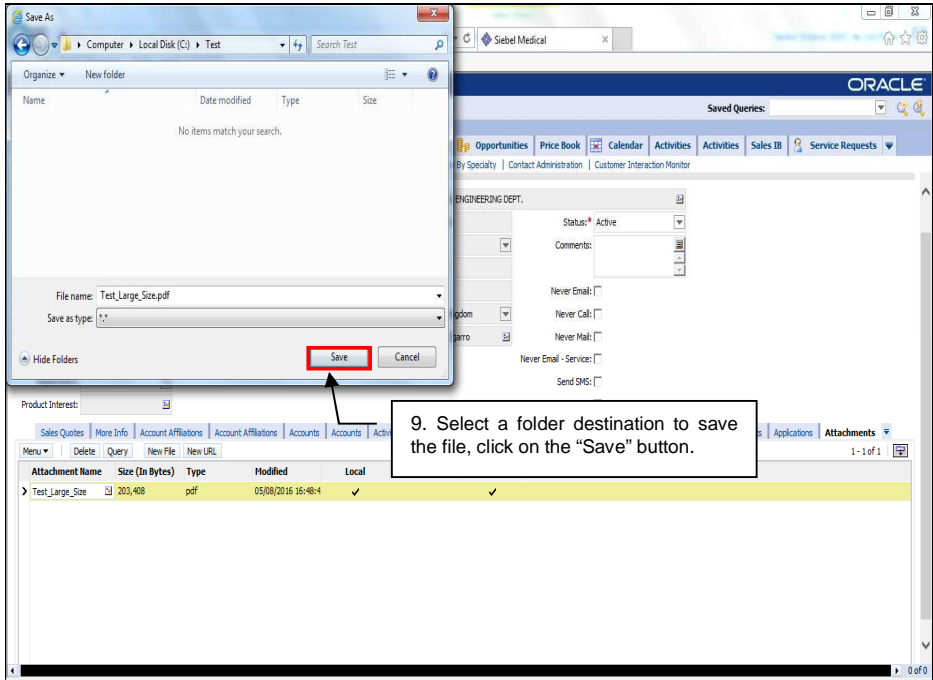 Save As
Computer ▸ Local Disk (C:) ▸ Test
Search Test
Siebel Medical
Organize
New folder
ORACLE
Name
Date modified
Type
Size
Saved Queries:
No items match your search.
Opportunities
Price Book
Calendar
Activities
Activities
Sales IB
Service Requests
By Specialty | Contact Administration | Customer Interaction Monitor
ENGINEERING DEPT.
Status:* Active
Comments:
File name: Test_Large_Size.pdf
Never Email:
Save as type: *.*
gdom
Never Call:
garro
Never Mail:
Hide Folders
Save
Cancel
Never Email - Service:
Send SMS:
Product Interest:
9. Select a folder destination to save
the file, click on the “Save” button.
Sales Quotes
More Info
Account Affiliations
Account Affiliations
Accounts
Accounts
Activi
s
Applications
Attachments
Menu
Delete
Query
New File
New URL
1 - 1 of 1
Attachment Name
Size (In Bytes)
Type
Modified
Local
Test_Large_Size
203,408
pdf
05/08/2016 16:48:4
0 of 0